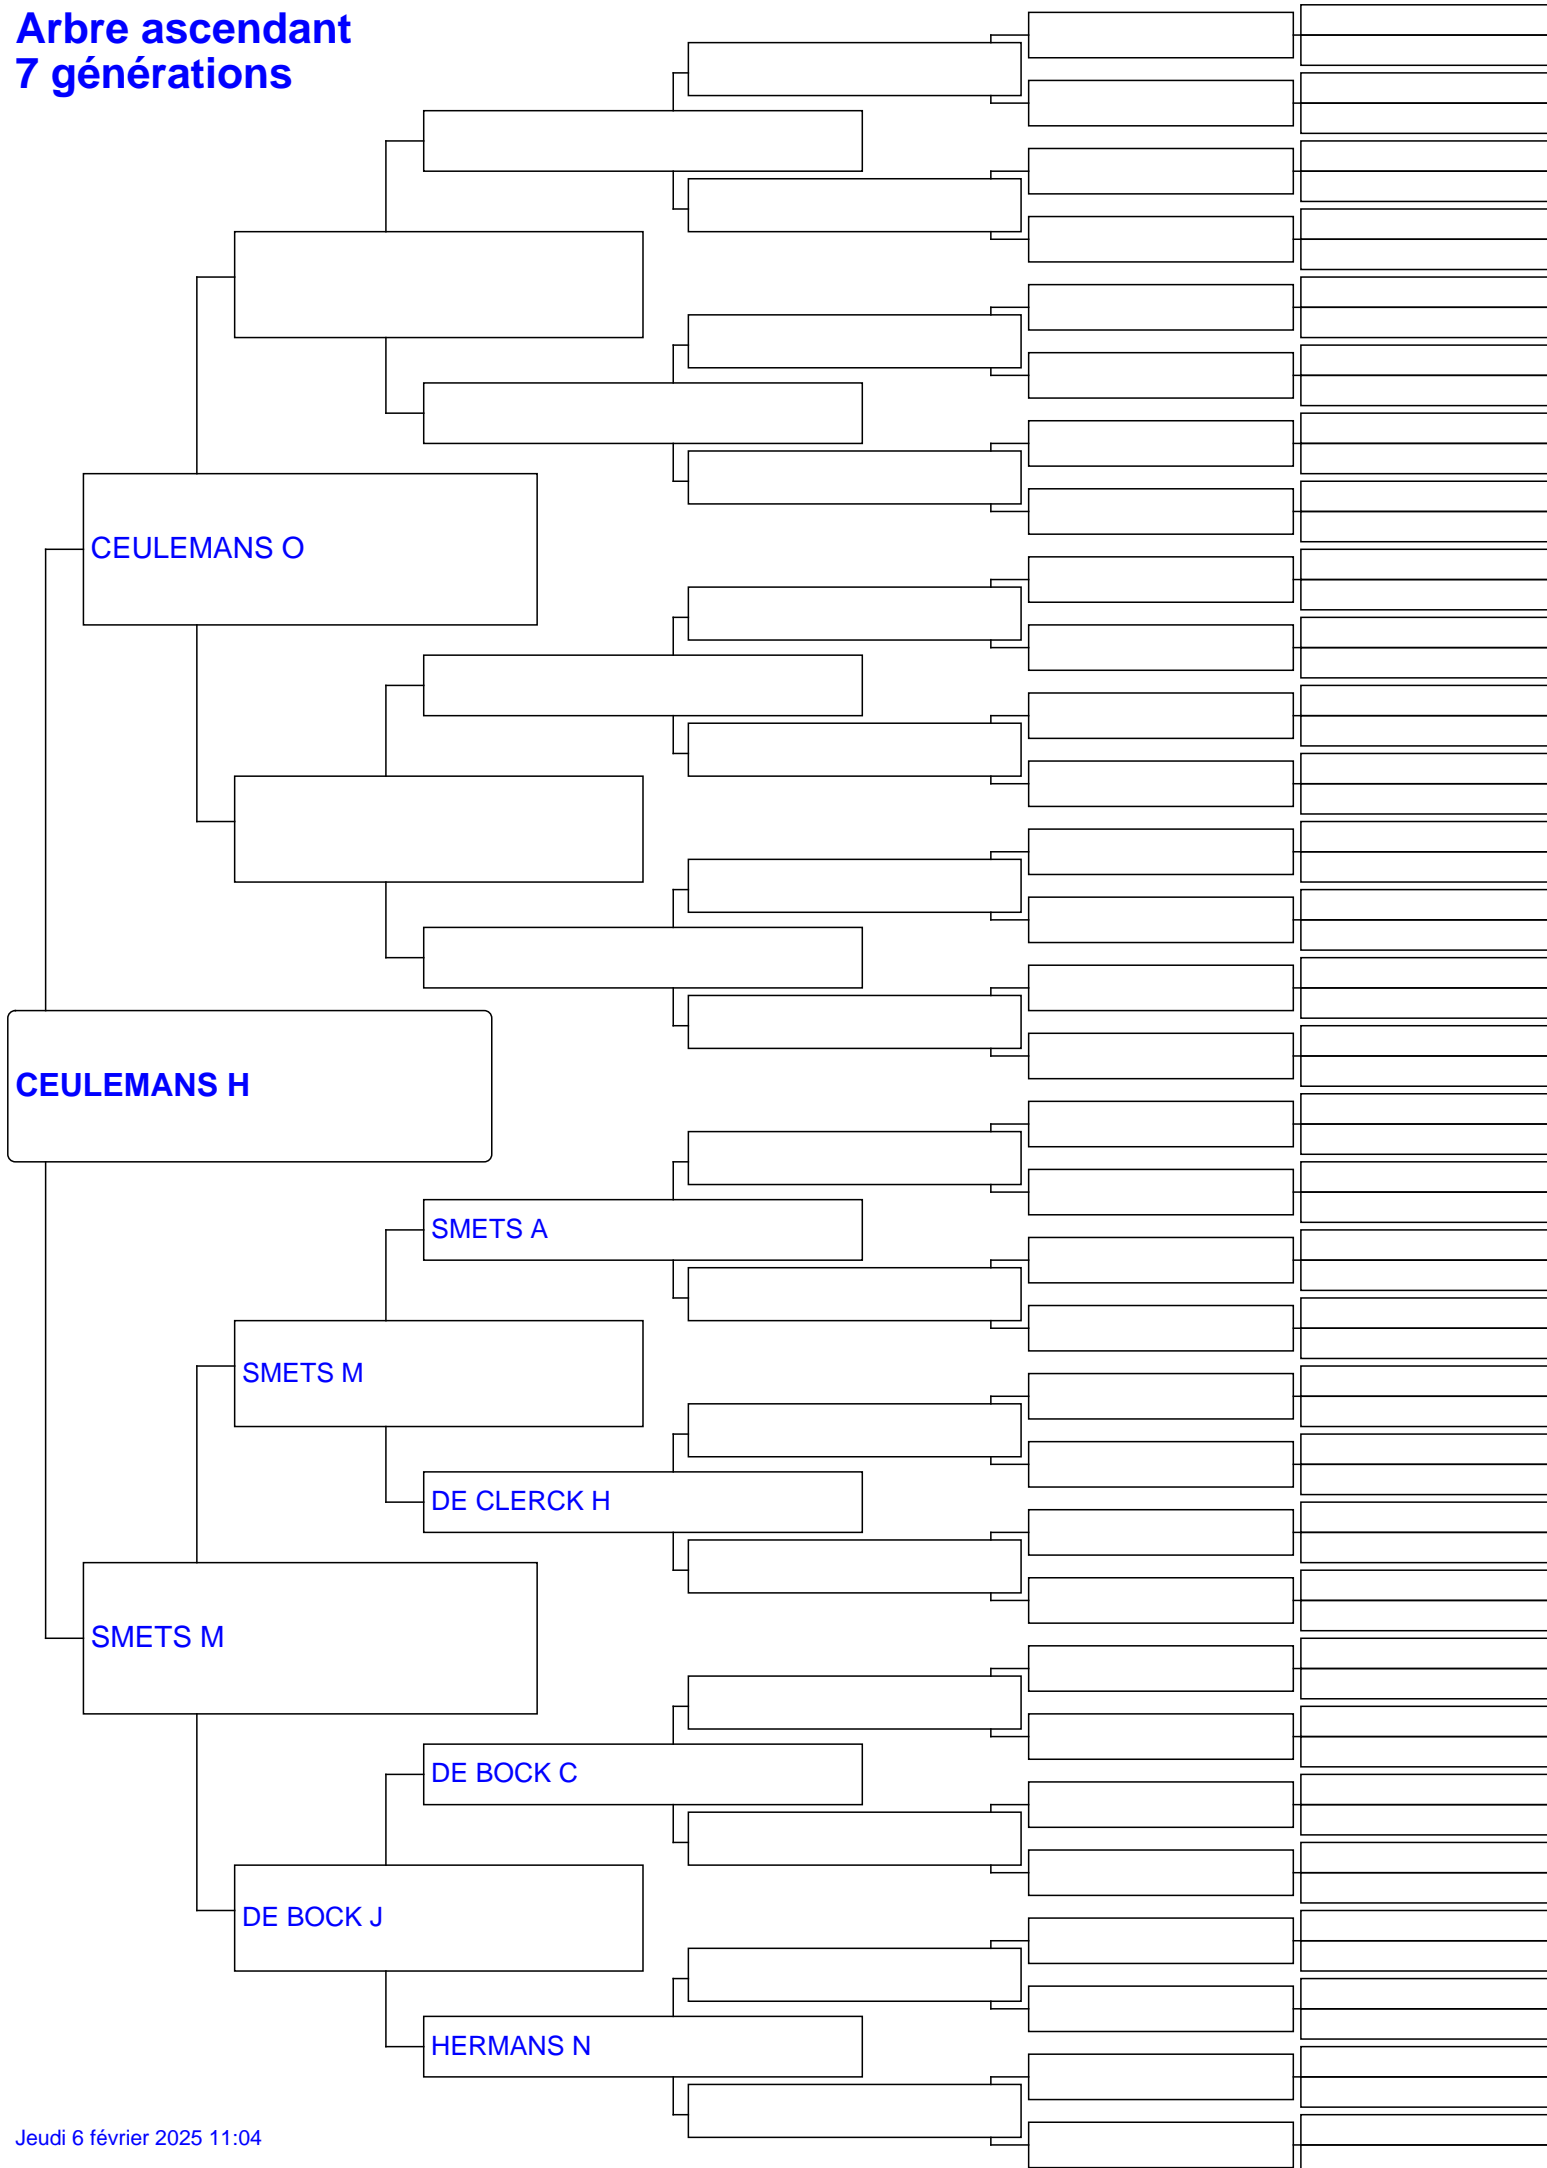 Arbre ascendant
7 générations
CEULEMANS O
CEULEMANS H
SMETS A
SMETS M
DE CLERCK H
SMETS M
DE BOCK C
DE BOCK J
HERMANS N
Jeudi 6 février 2025 11:04